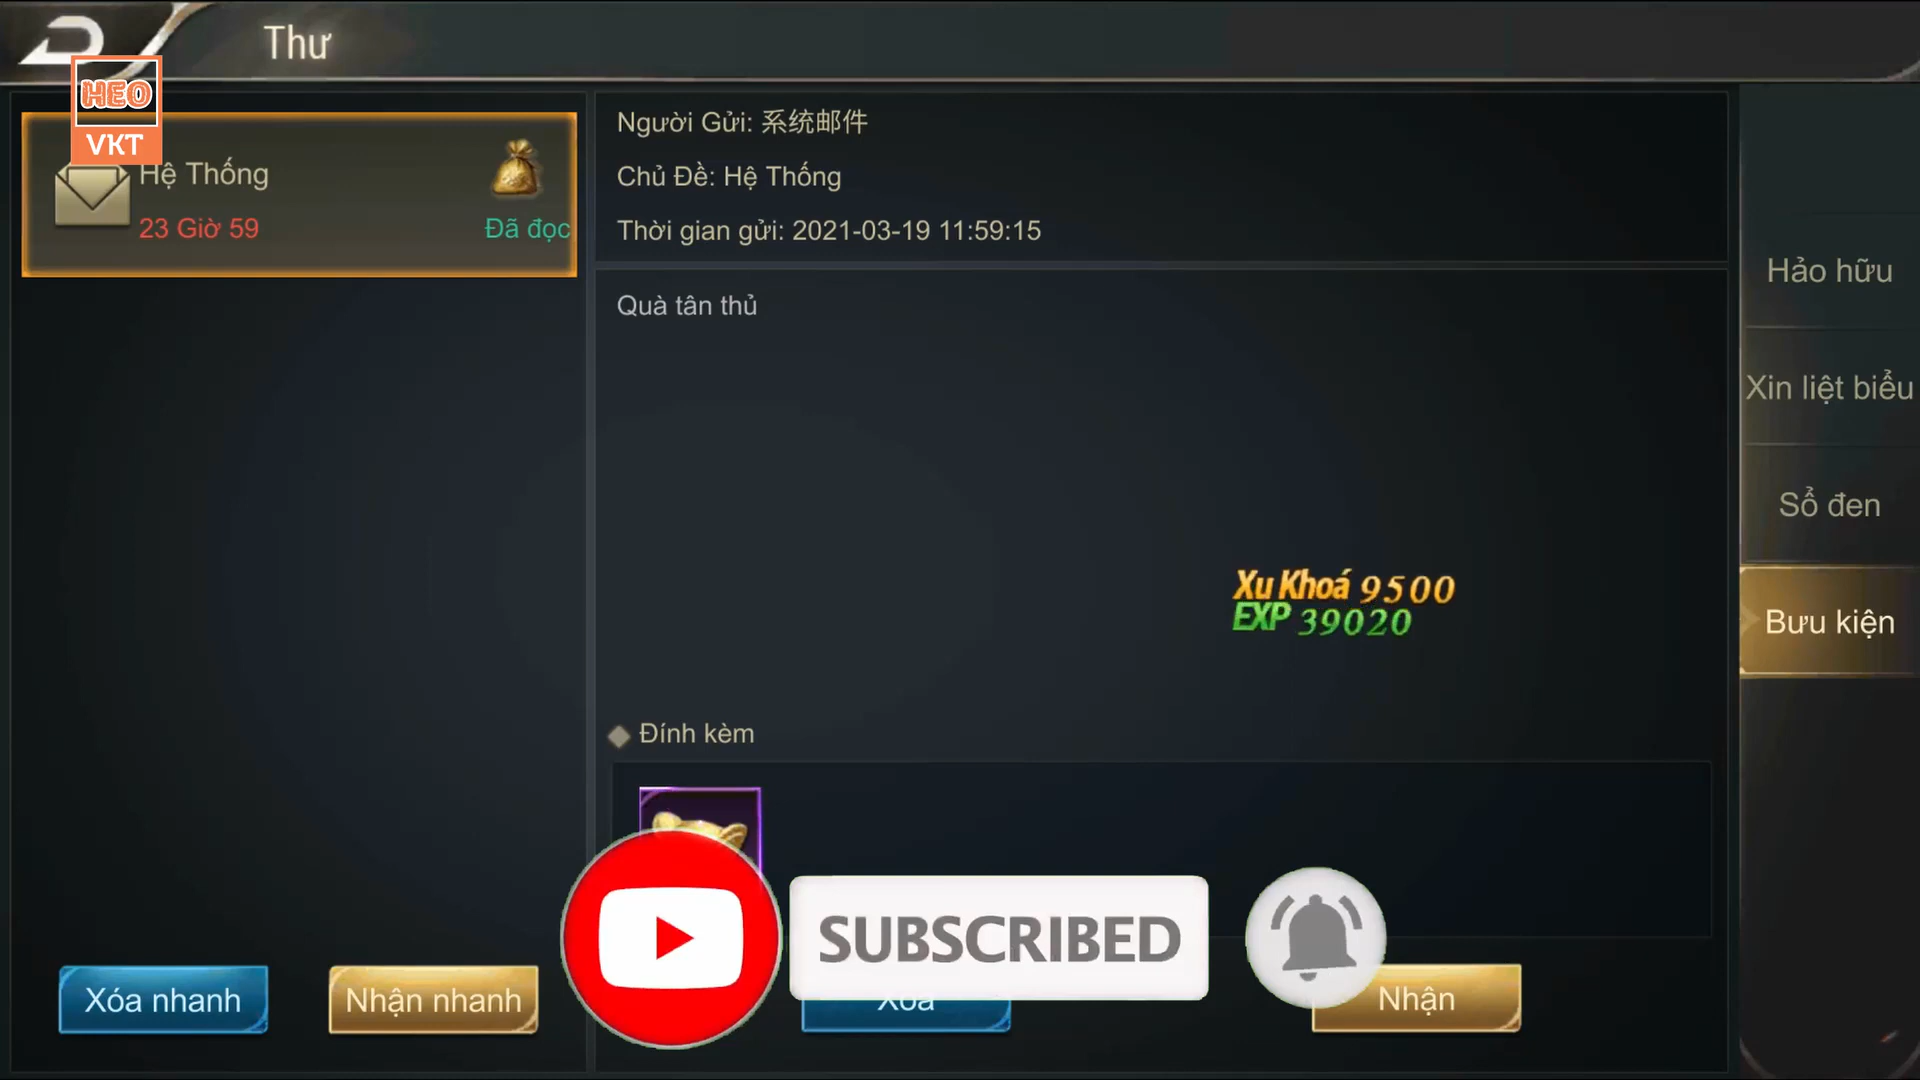 Thư
HEO
VKT
Hệ Thống
23 Giờ 59
Đã đọc
Người Gửi: 系统邮件
Chủ Đề: Hệ Thống
Thời gian gửi: 2021-03-19 11:59:15
Quà tân thủ
Xu Khoá 9500
EXP 39020
Đính kèm
Hảo hữu
Xin liệt biểu
Sổ đen
Bưu kiện
SUBSCRIBED
Xóa nhanh
Nhận nhanh
Xóa
Nhận